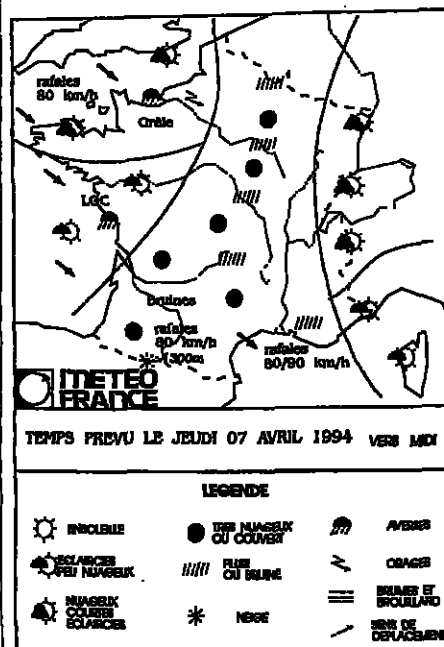 rafales
80 km/h
Grêle
LGC
Bruines
rafales
80 km/h
1300m
rafales
80/90 km/h
METEO
FRANCE
TEMPS PREVU LE JEUDI 07 AVRIL 1994 VERS MIDI
LEGENDE
ENSOLEILLE
ECLAIRCIES
PEU NUAGEUX
NUAGEUX
COURTES
ECLAIRCIES
TRES NUAGEUX
OU COUVERT
PLUIE
OU BRUINE
NEIGE
AVERSES
ORAGES
BRUMES ET
BROUILLARD
SENS DE
DEPLACEMENT